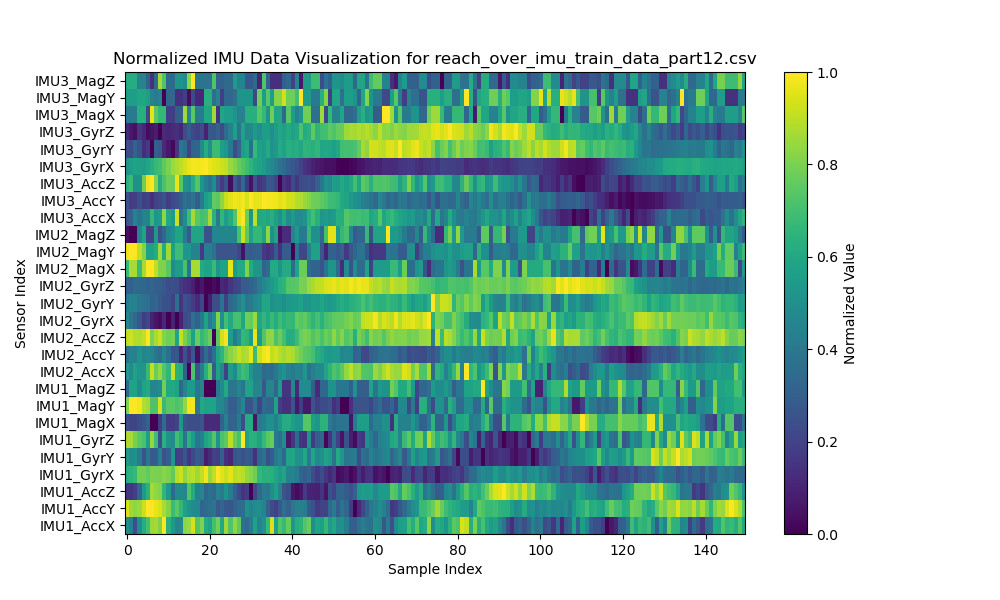 Normalized IMU Data Visualization for reach_over_imu_train_data_part12.csv
IMU3_MagZ
IMU3_MagY
IMU3_MagX
IMU3_GyrZ
IMU3_GyrY
IMU3_GyrX
IMU3_AccZ
IMU3_AccY
IMU3_AccX
IMU2_MagZ
IMU2_MagY
IMU2_MagX
IMU2_GyrZ
IMU2_GyrY
IMU2_GyrX
IMU2_AccZ
IMU2_AccY
IMU2_AccX
IMU1_MagZ
IMU1_MagY
IMU1_MagX
IMU1_GyrZ
IMU1_GyrY
IMU1_GyrX
IMU1_AccZ
IMU1_AccY
IMU1_AccX
Sensor Index
0 20 40 60 80 100 120 140
Sample Index
1.0
0.8
0.6
0.4
0.2
0.0
Normalized Value